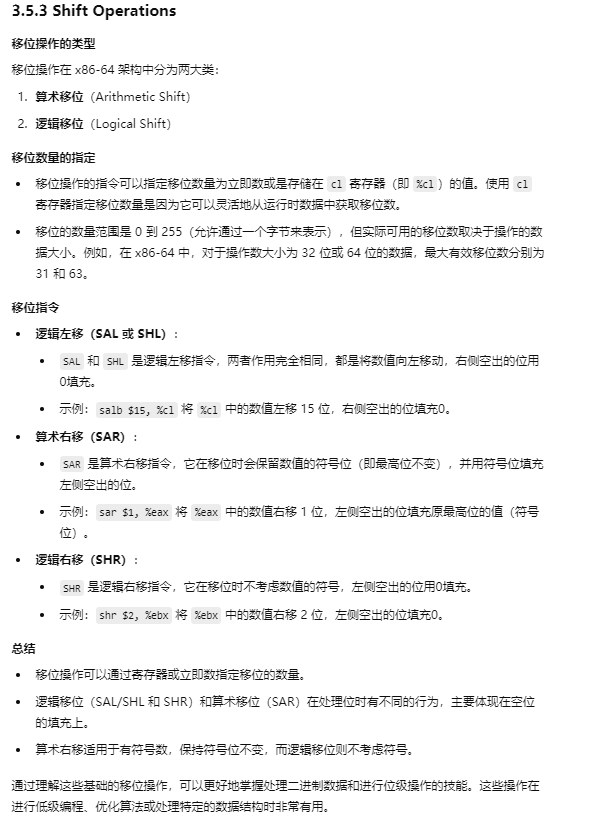 3.5.3 Shift Operations
移位操作的类型
移位操作在 x86-64 架构中分为两大类：
1. 算术移位（Arithmetic Shift）
2. 逻辑移位（Logical Shift）
移位数量的指定
• 移位操作的指令可以指定移位数量为立即数或是存储在 cl 寄存器（即 %cl）的值。使用 cl
寄存器指定移位数量是因为它可以灵活地从运行时数据中获取移位数。
• 移位的数量范围是 0 到 255（允许通过一个字节来表示），但实际可用的移位数取决于操作的数
据大小。例如，在 x86-64 中，对于操作数大小为 32 位或 64 位的数据，最大有效移位数分别为
31 和 63。
移位指令
• 逻辑左移（SAL 或 SHL）：
• SAL 和 SHL 是逻辑左移指令，两者作用完全相同，都是将数值向左移动，右侧空出的位用
0填充。
• 示例：salb $15, %cl 将 %cl 中的数值左移 15 位，右侧空出的位填充0。
• 算术右移（SAR）：
• SAR 是算术右移指令，它在移位时会保留数值的符号位（即最高位不变），并用符号位填充
左侧空出的位。
• 示例：sar $1, %eax 将 %eax 中的数值右移 1 位，左侧空出的位填充原最高位的值（符号
位）。
• 逻辑右移（SHR）：
• SHR 是逻辑右移指令，它在移位时不考虑数值的符号，左侧空出的位用0填充。
• 示例：shr $2, %ebx 将 %ebx 中的数值右移 2 位，左侧空出的位填充0。
总结
• 移位操作可以通过寄存器或立即数指定移位的数量。
• 逻辑移位（SAL/SHL 和 SHR）和算术移位（SAR）在处理位时有不同的行为，主要体现在空位
的填充上。
• 算术右移适用于有符号数，保持符号位不变，而逻辑移位则不考虑符号。
通过理解这些基础的移位操作，可以更好地掌握处理二进制数据和进行位级操作的技能。这些操作在
进行低级编程、优化算法或处理特定的数据结构时非常有用。